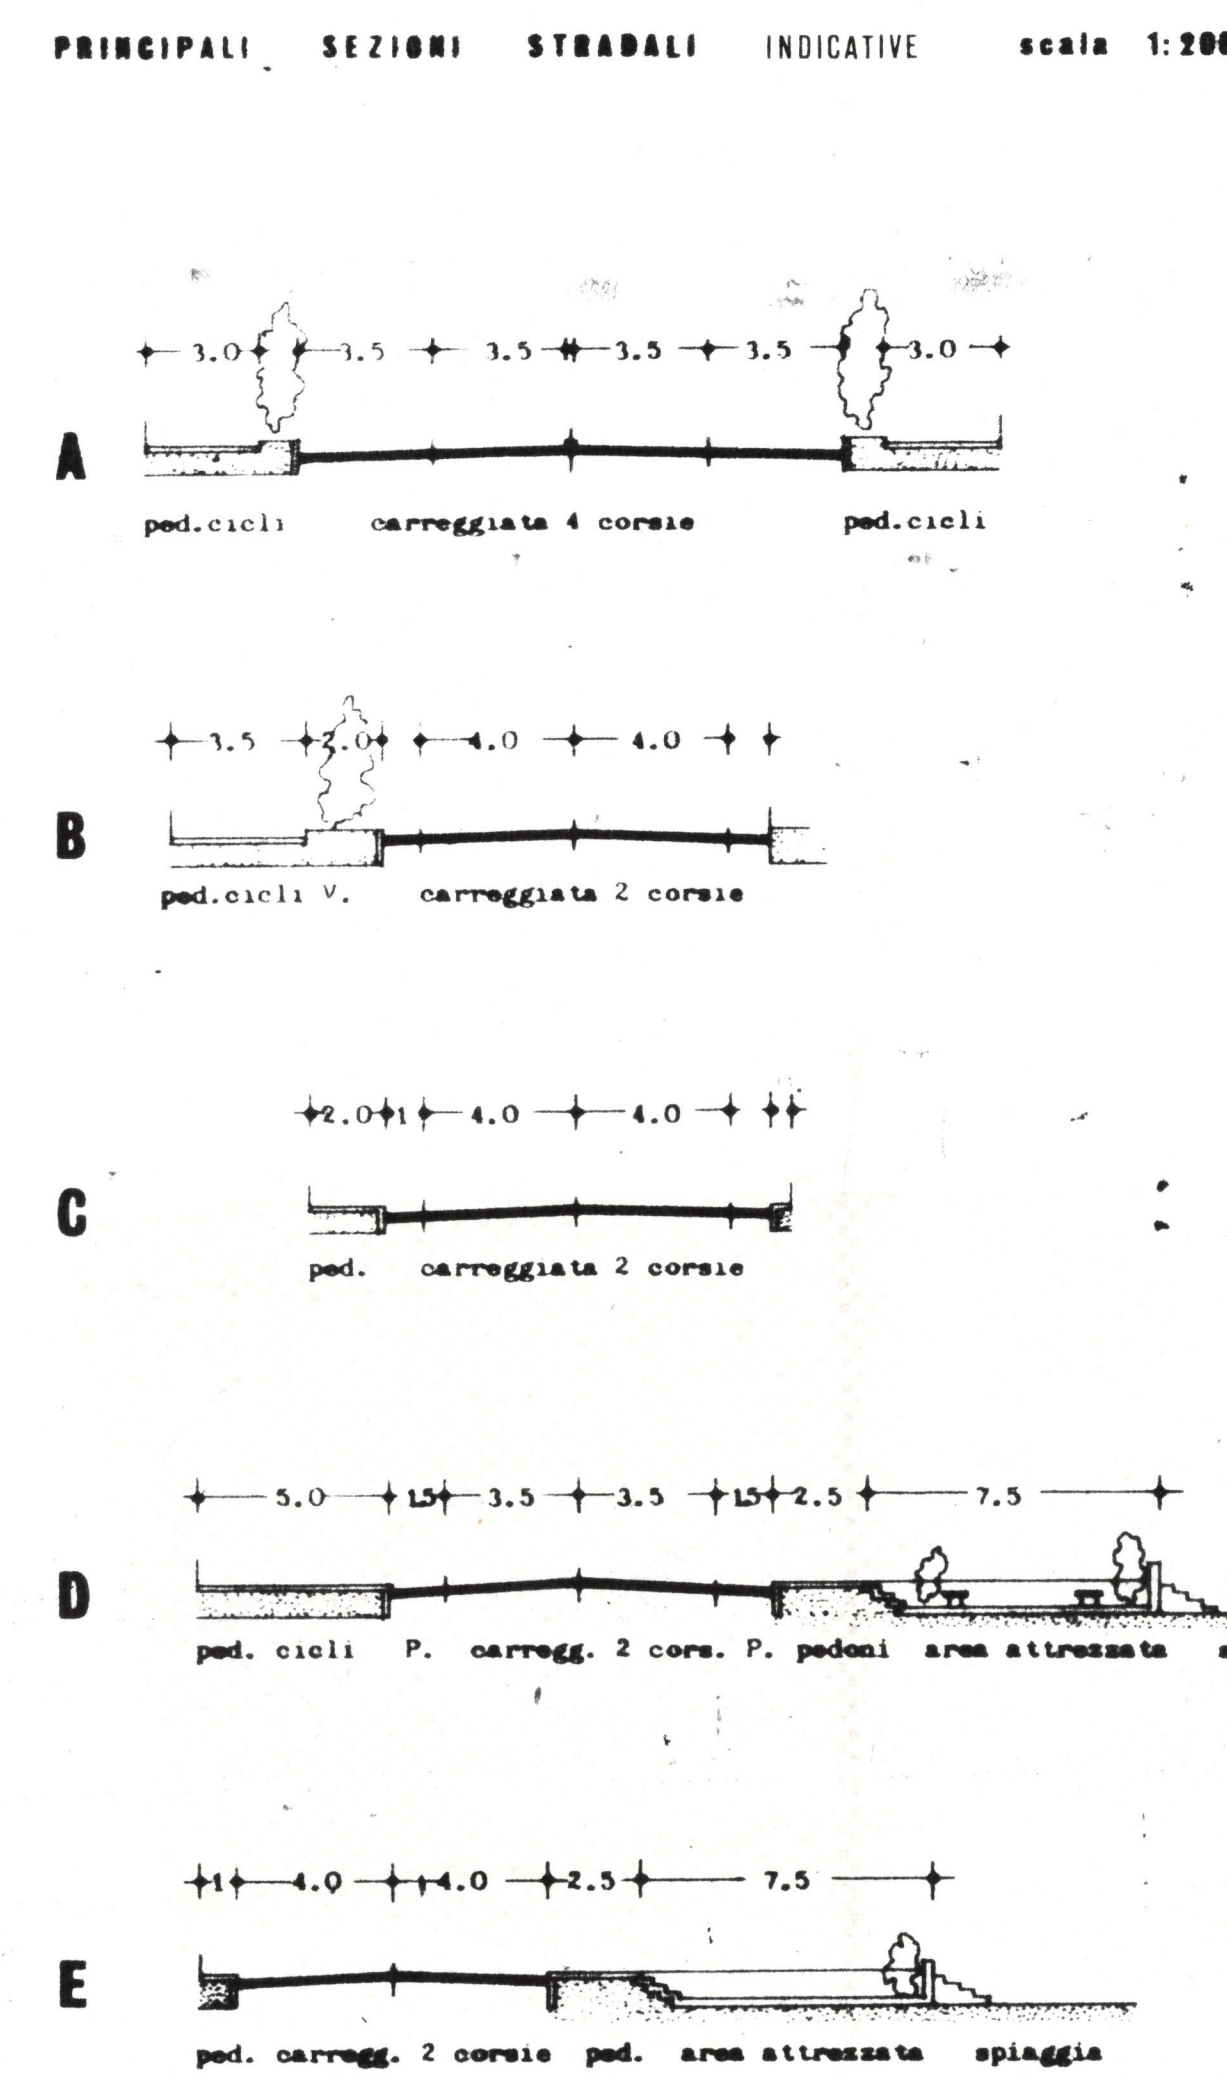 PRINCIPALI SEZIONI STRADALI INDICATIVE scala 1:200
3.0 3.5 3.5 3.5 3.5 3.0
A
ped.cicli carreggiata 4 corsie ped.cicli
3.5 2.0 4.0 4.0
B
ped.cicli V. carreggiata 2 corsie
2.0 1 4.0 4.0
C
ped. carreggiata 2 corsie
5.0 1.5 3.5 3.5 1.5 2.5 7.5
D
ped. cicli P. carregg. 2 cors. P. pedoni area attrezzata s
1 4.0 4.0 2.5 7.5
E
ped. carregg. 2 corsie ped. area attrezzata spiaggia